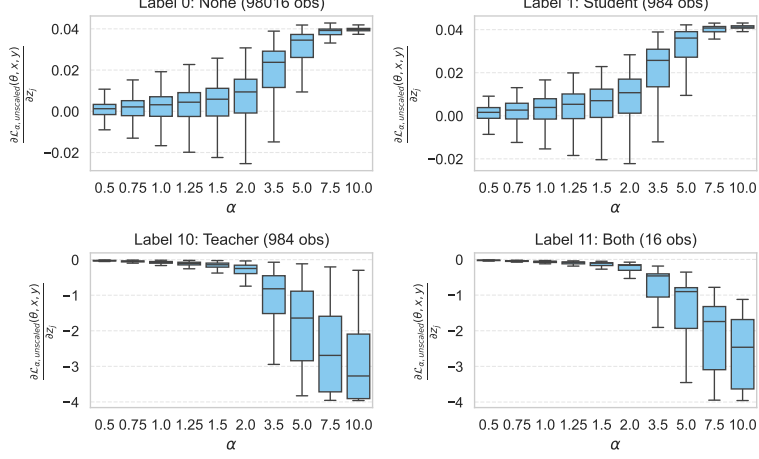 Label 0: None (98016 obs)
Label 1: Student (984 obs)
∂ℒα, unscaled(θ, x, y)
∂zj
0.04
0.02
0.00
−0.02
0.5 0.75 1.0 1.25 1.5 2.0 3.5 5.0 7.5 10.0
α
∂ℒα, unscaled(θ, x, y)
∂zj
0.04
0.02
0.00
−0.02
0.5 0.75 1.0 1.25 1.5 2.0 3.5 5.0 7.5 10.0
α
Label 10: Teacher (984 obs)
Label 11: Both (16 obs)
∂ℒα, unscaled(θ, x, y)
∂zj
0
−1
−2
−3
−4
0.5 0.75 1.0 1.25 1.5 2.0 3.5 5.0 7.5 10.0
α
∂ℒα, unscaled(θ, x, y)
∂zj
0
−1
−2
−3
−4
0.5 0.75 1.0 1.25 1.5 2.0 3.5 5.0 7.5 10.0
α